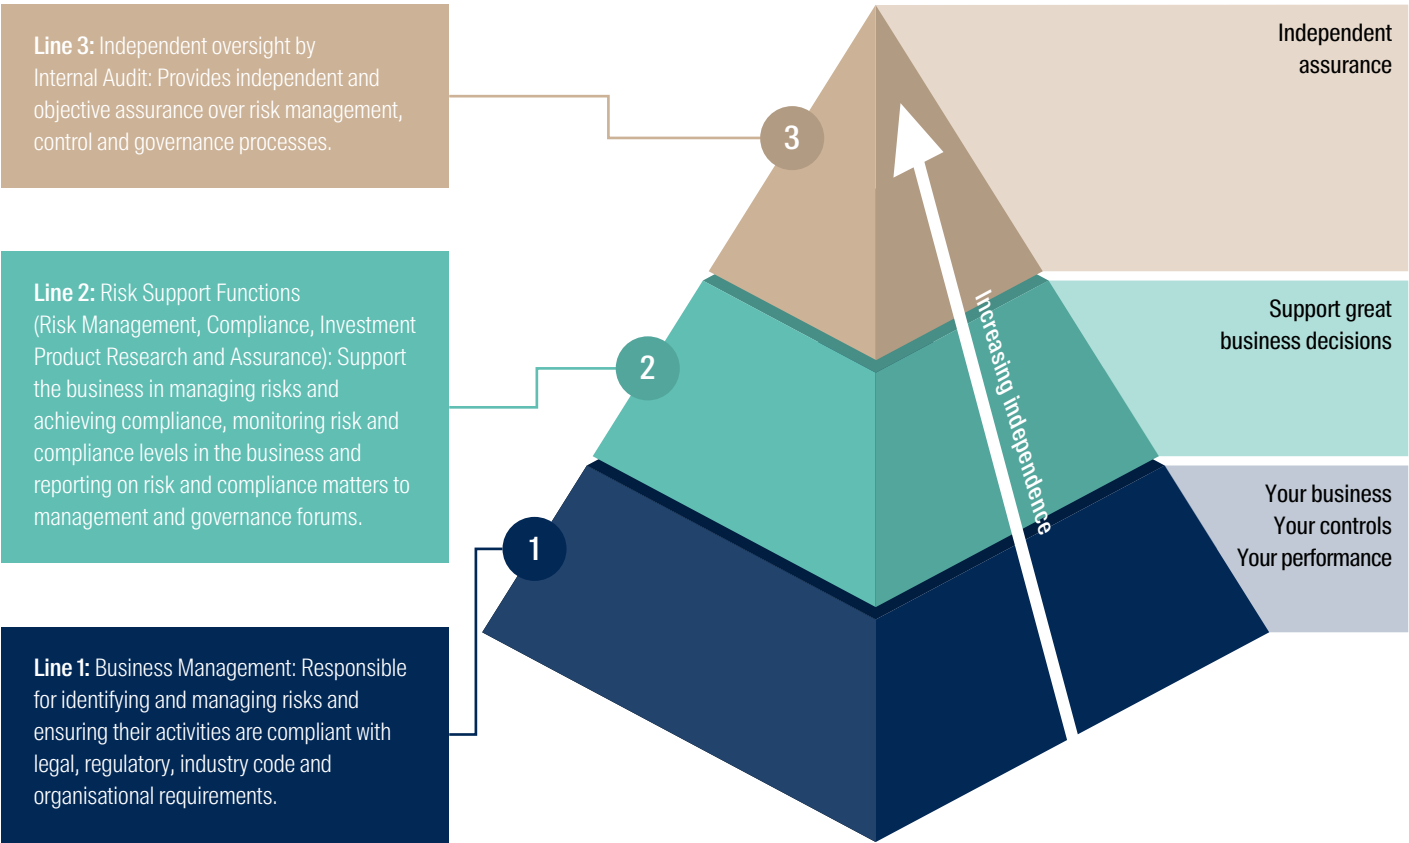 Line 3: Independent oversight by
Internal Audit: Provides independent and
objective assurance over risk management,
control and governance processes.
3
Independent
assurance
Line 2: Risk Support Functions
(Risk Management, Compliance, Investment
Product Research and Assurance): Support
the business in managing risks and
achieving compliance, monitoring risk and
compliance levels in the business and
reporting on risk and compliance matters to
management and governance forums.
2
Increasing independence
Support great
business decisions
Line 1: Business Management: Responsible
for identifying and managing risks and
ensuring their activities are compliant with
legal, regulatory, industry code and
organisational requirements.
1
Your business
Your controls
Your performance